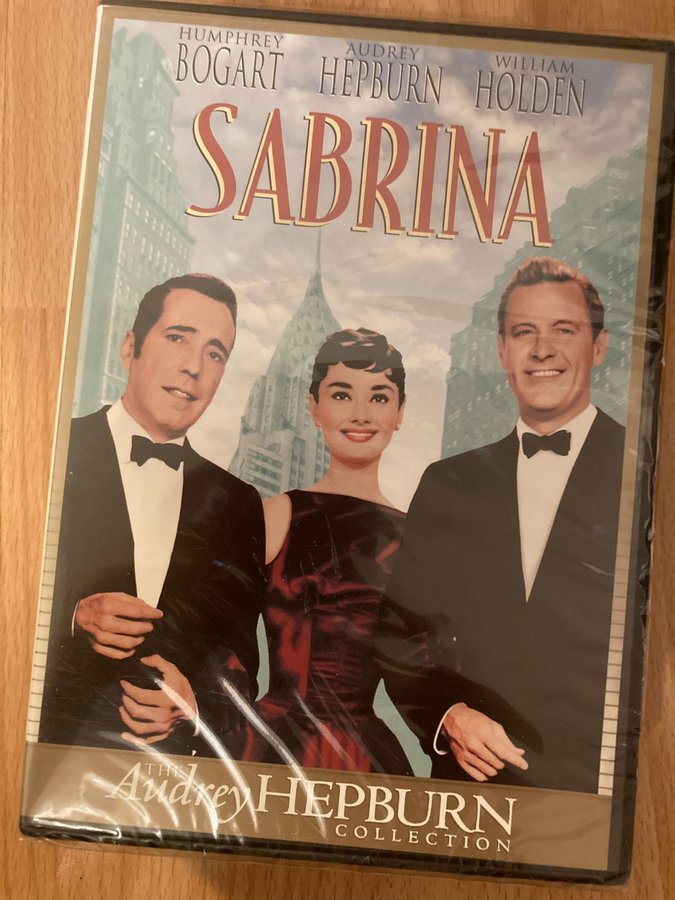 HUMPHREY AUDREY WILLIAM
BOGART HEPBURN HOLDEN
SABRINA
THE
Audrey HEPBURN
COLLECTION